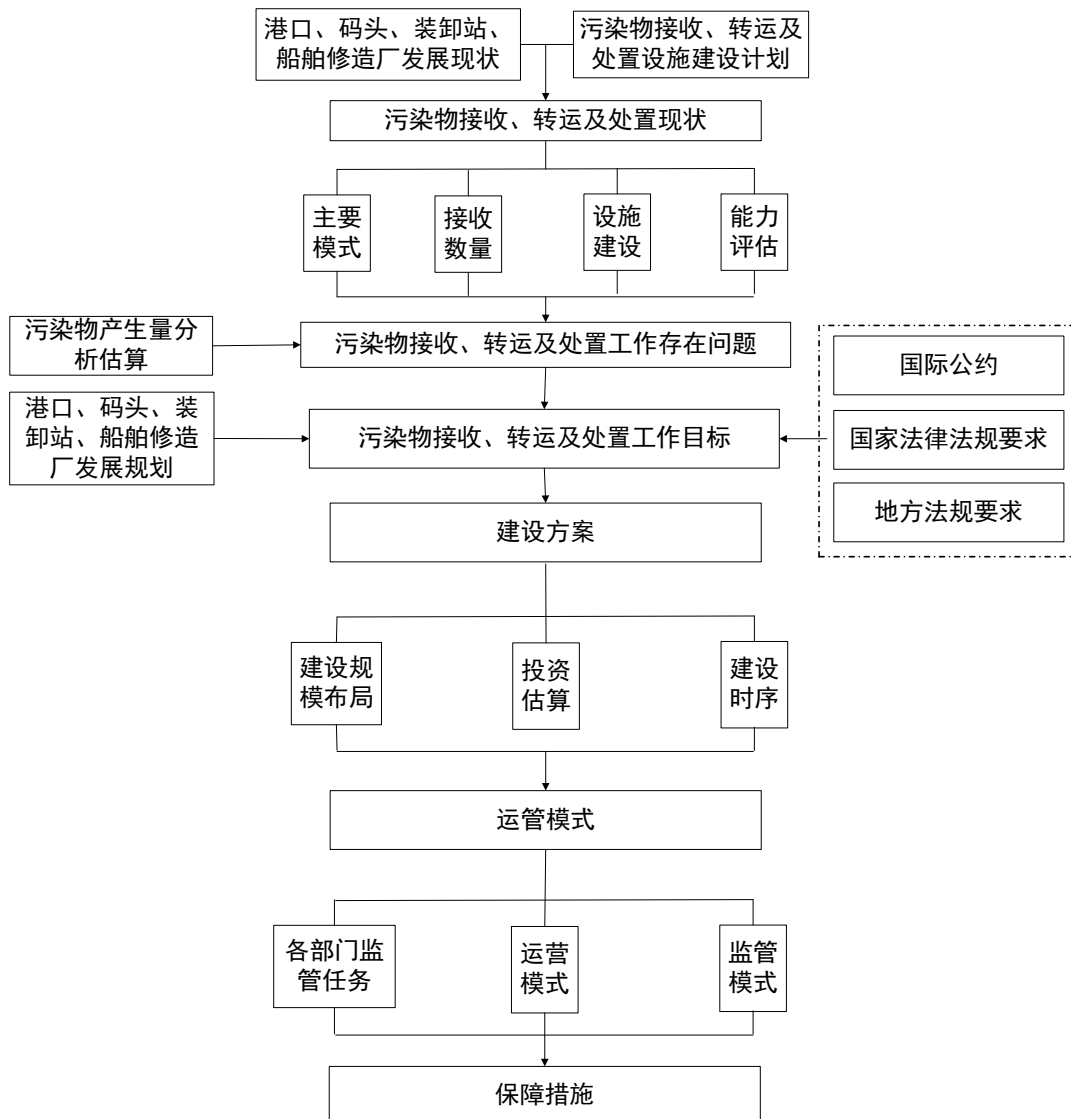 港口、码头、装卸站、
船舶修造厂发展现状
污染物接收、转运及
处置设施建设计划
污染物接收、转运及处置现状
主要
模式
接收
数量
设施
建设
能力
评估
污染物产生量分
析估算
污染物接收、转运及处置工作存在问题
国际公约
港口、码头、装
卸站、船舶修造
厂发展规划
污染物接收、转运及处置工作目标
国家法律法规要求
地方法规要求
建设方案
建设规
模布局
投资
估算
建设
时序
运管模式
各部门监
管任务
运营
模式
监管
模式
保障措施